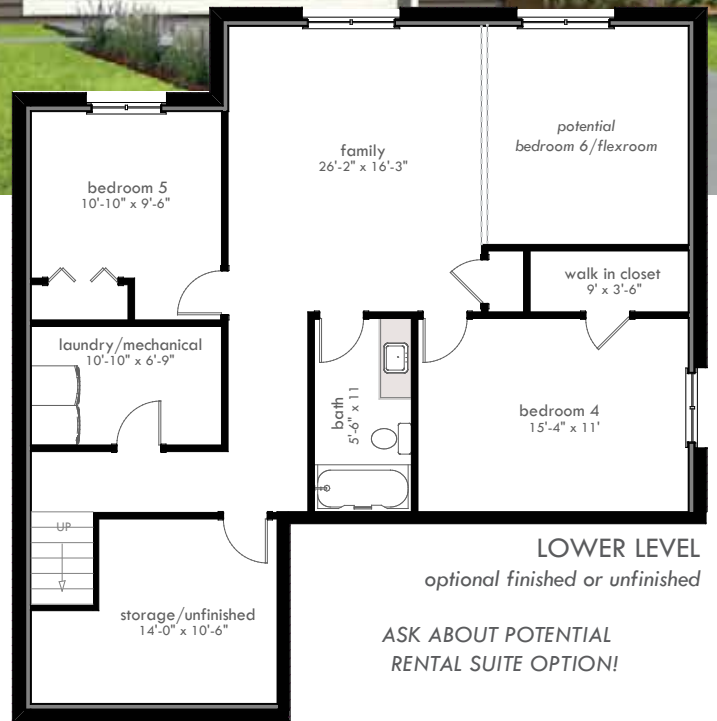 potential
bedroom 6/flexroom
family
26'-2" x 16'-3"
bedroom 5
10'-10" x 9'-6"
walk in closet
9' x 3'-6"
laundry/mechanical
10'-10" x 6'-9"
bath
5'-6" x 11
bedroom 4
15'-4" x 11'
UP
storage/unfinished
14'-0" x 10'-6"
LOWER LEVEL
optional finished or unfinished
ASK ABOUT POTENTIAL
RENTAL SUITE OPTION!